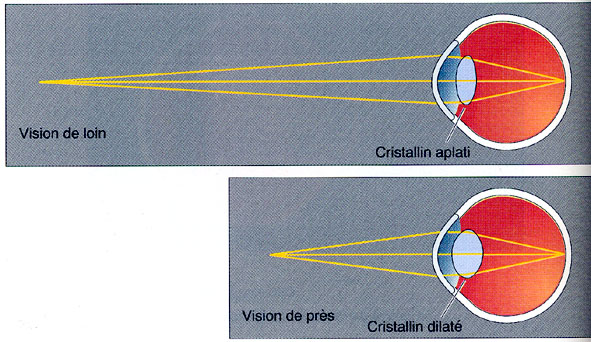 Vision de loin
Cristallin aplati
Vision de près
Cristallin dilaté